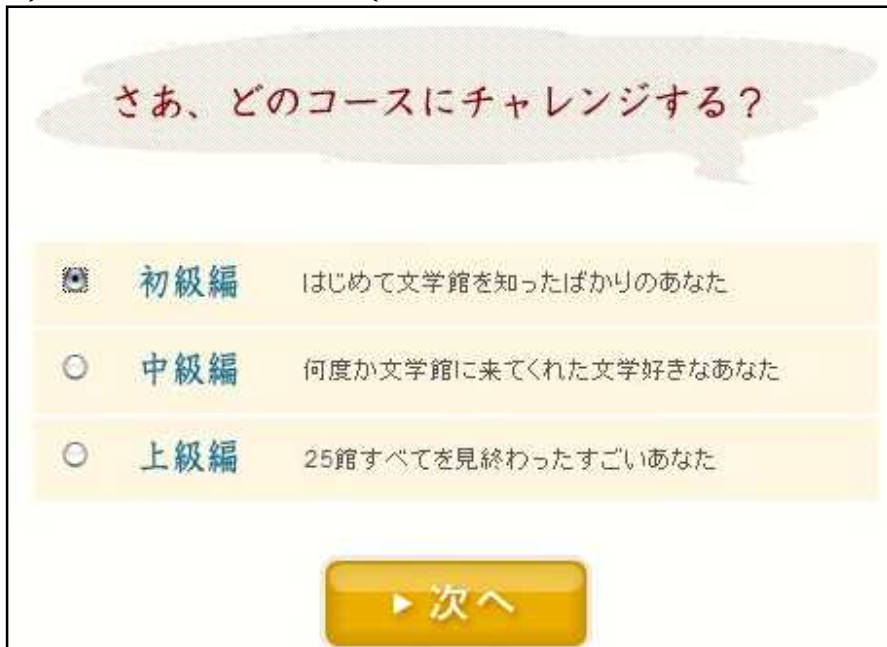 さあ、どのコースにチャレンジする？
初級編 はじめて文学館を知ったばかりのあなた
中級編 何度か文学館に来てくれた文学好きなあなた
上級編 25館すべてを見終わったすごいあなた
次へ